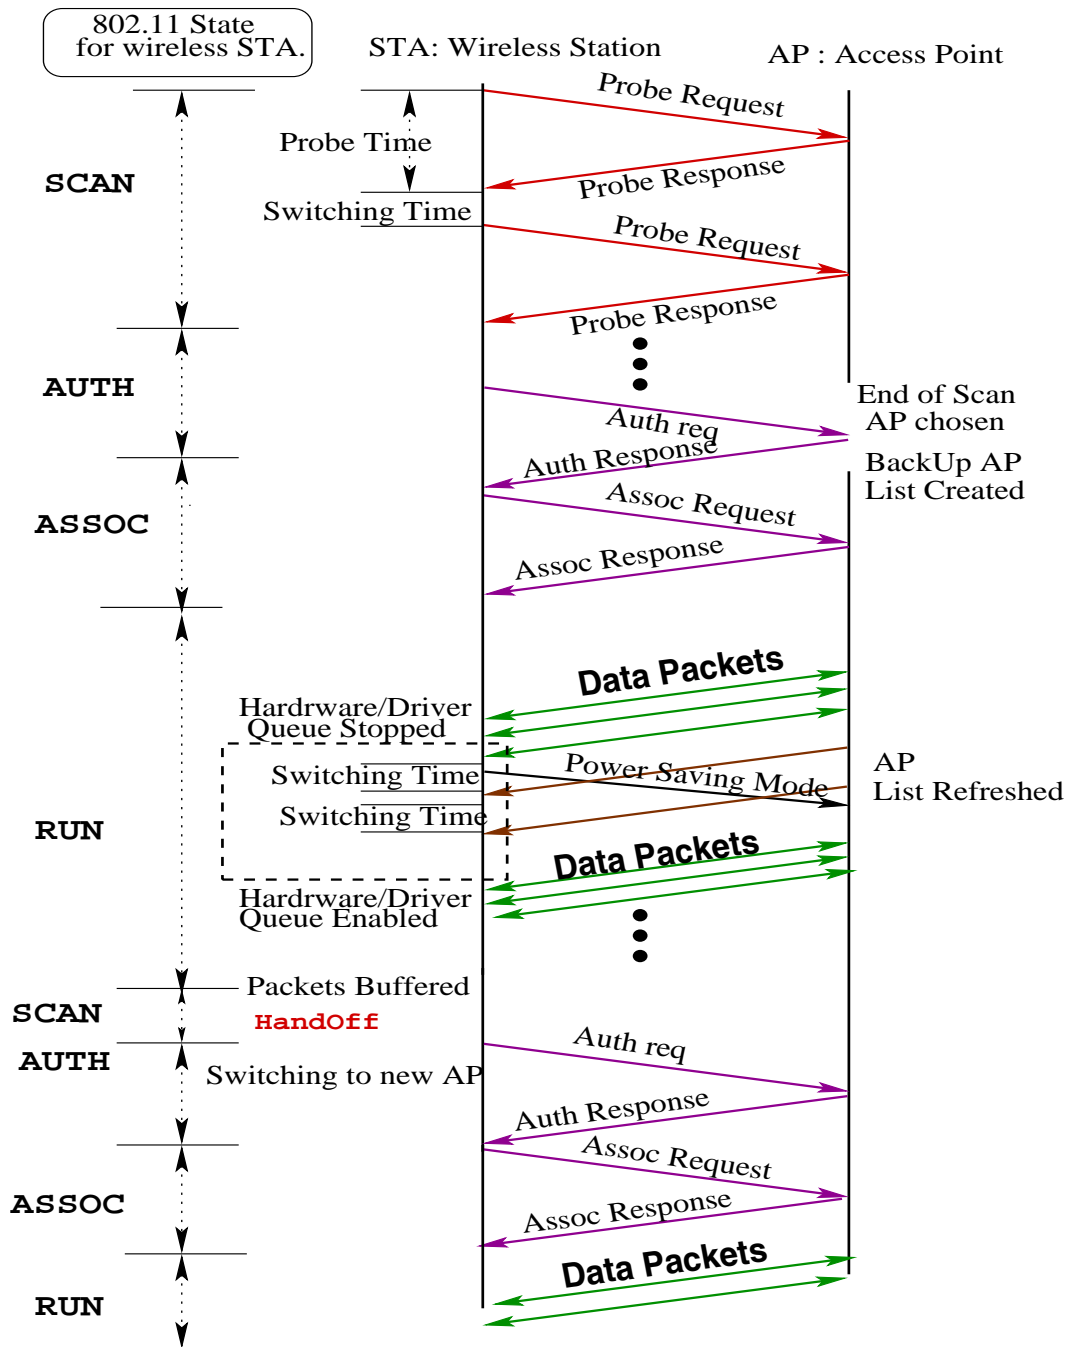 802.11 State
for wireless STA.
STA: Wireless Station
AP : Access Point
Probe Request
Probe Time
Probe Response
SCAN
Switching Time
Probe Request
Probe Response
AUTH
End of Scan
AP chosen
Auth req
Auth Response
BackUp AP
List Created
Assoc Request
ASSOC
Assoc Response
Data Packets
Hardrware/Driver
Queue Stopped
Switching Time
Power Saving Mode
AP
List Refreshed
Switching Time
RUN
Data Packets
Hardrware/Driver
Queue Enabled
Packets Buffered
SCAN
HandOff
Auth req
AUTH
Switching to new AP
Auth Response
Assoc Request
ASSOC
Assoc Response
Data Packets
RUN